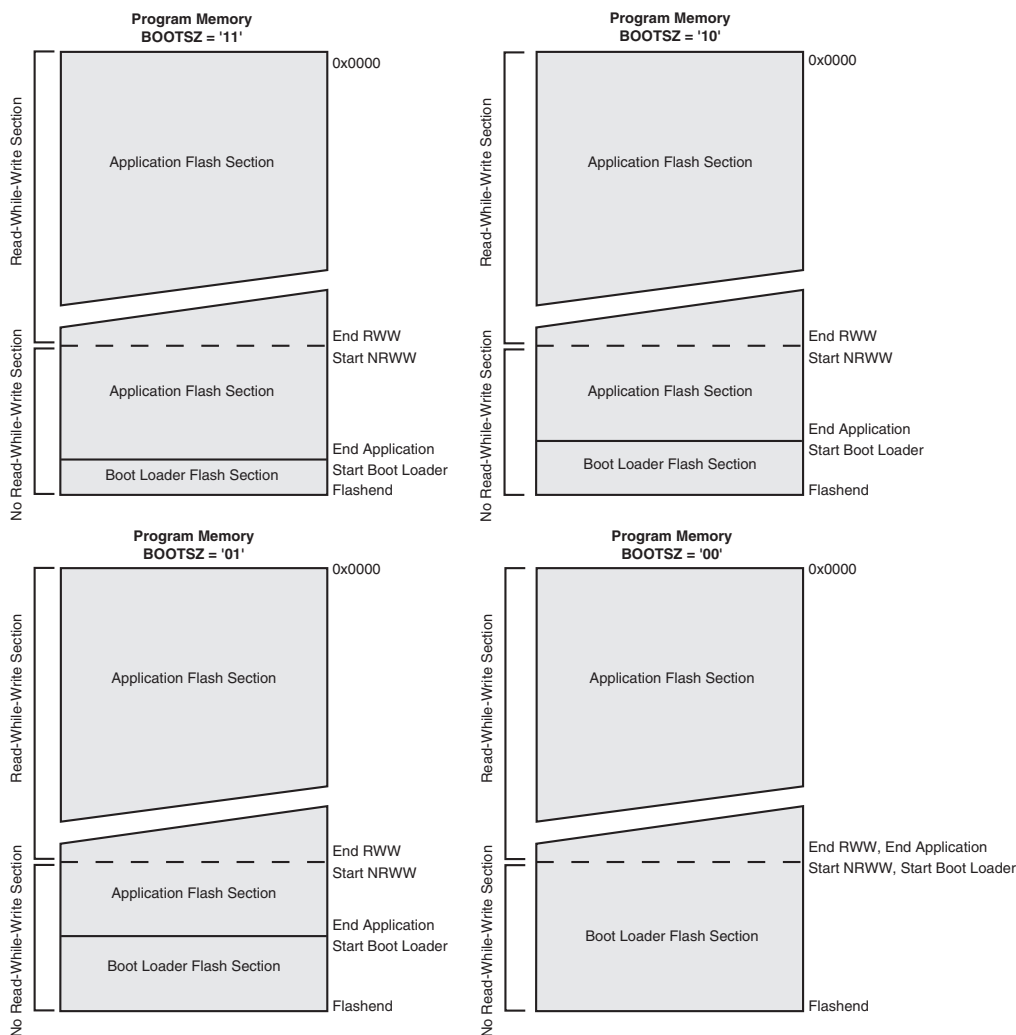 Program Memory
BOOTSZ = '11'
0x0000
Read-While-Write Section
Application Flash Section
End RWW
Start NRWW
No Read-While-Write Section
Application Flash Section
End Application
Start Boot Loader
Boot Loader Flash Section
Flashend
Program Memory
BOOTSZ = '10'
0x0000
Read-While-Write Section
Application Flash Section
End RWW
Start NRWW
No Read-While-Write Section
Application Flash Section
End Application
Start Boot Loader
Boot Loader Flash Section
Flashend
Program Memory
BOOTSZ = '01'
0x0000
Read-While-Write Section
Application Flash Section
End RWW
Start NRWW
No Read-While-Write Section
Application Flash Section
End Application
Start Boot Loader
Boot Loader Flash Section
Flashend
Program Memory
BOOTSZ = '00'
0x0000
Read-While-Write Section
Application Flash Section
End RWW, End Application
Start NRWW, Start Boot Loader
No Read-While-Write Section
Boot Loader Flash Section
Flashend